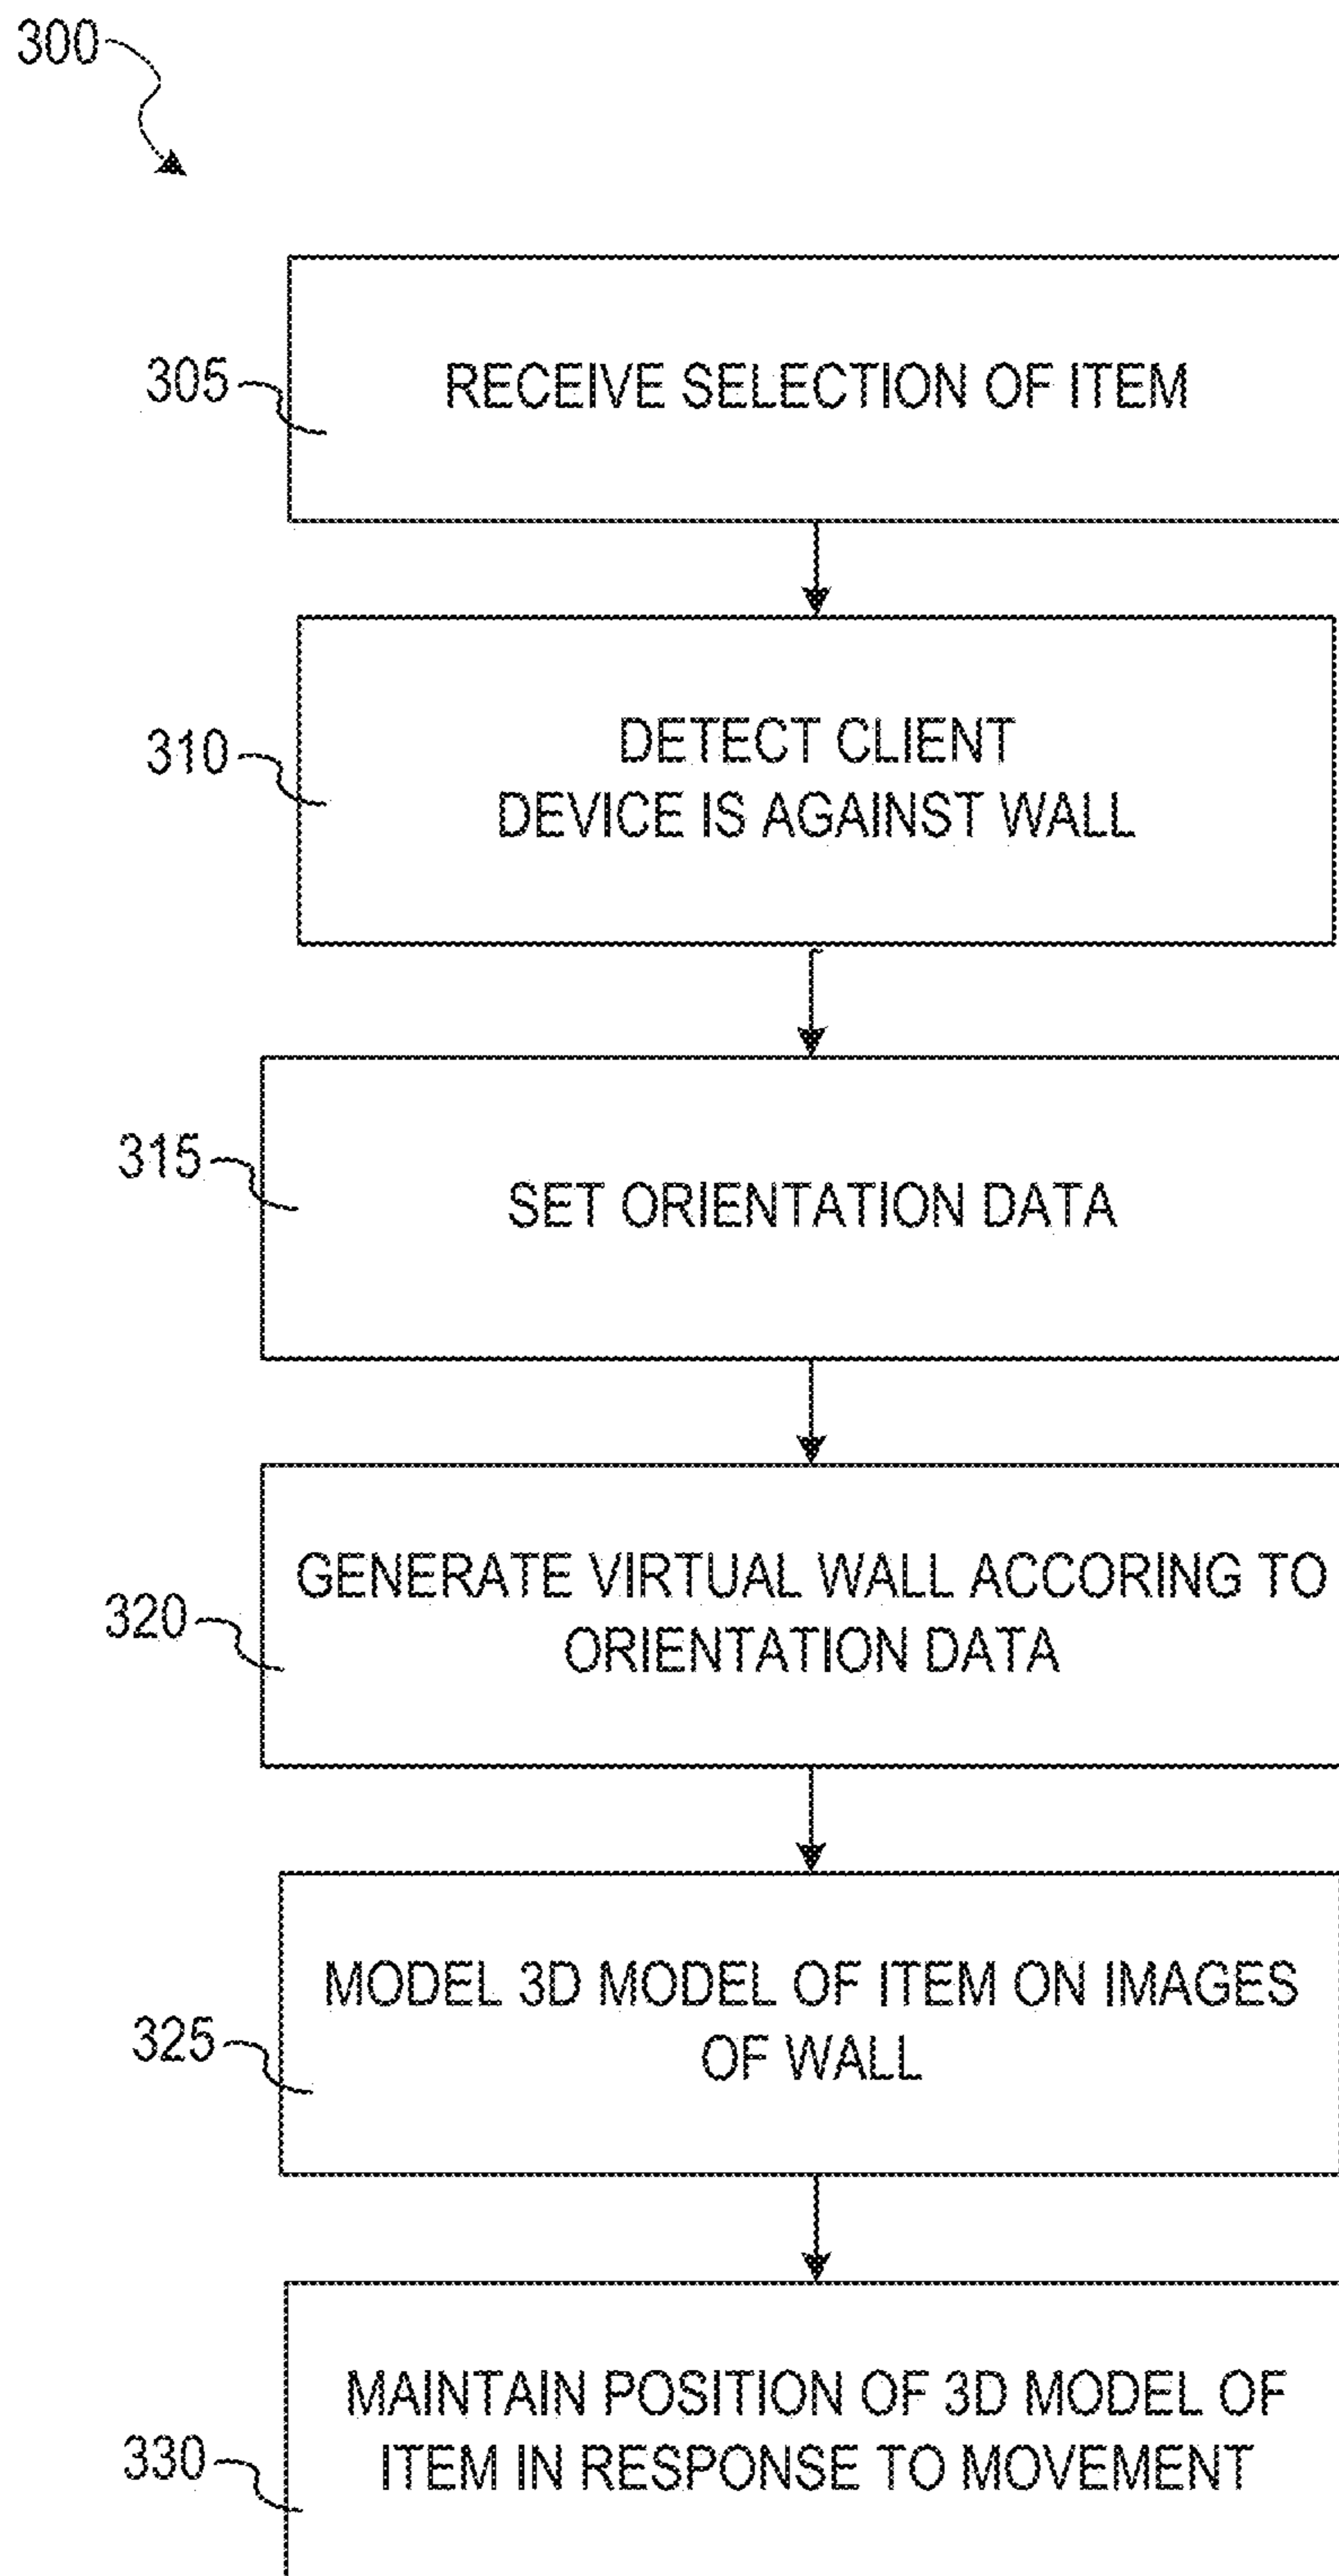 300
305
RECEIVE SELECTION OF ITEM
310
DETECT CLIENT
DEVICE IS AGAINST WALL
315
SET ORIENTATION DATA
320
GENERATE VIRTUAL WALL ACCORING TO
ORIENTATION DATA
325
MODEL 3D MODEL OF ITEM ON IMAGES
OF WALL
330
MAINTAIN POSITION OF 3D MODEL OF
ITEM IN RESPONSE TO MOVEMENT